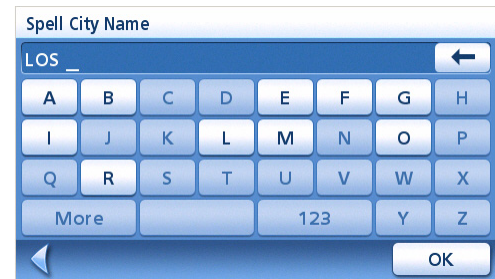 Spell City Name
LOS _
A B C D E F G H
I J K L M N O P
Q R S T U V W X
More 123 Y Z
OK